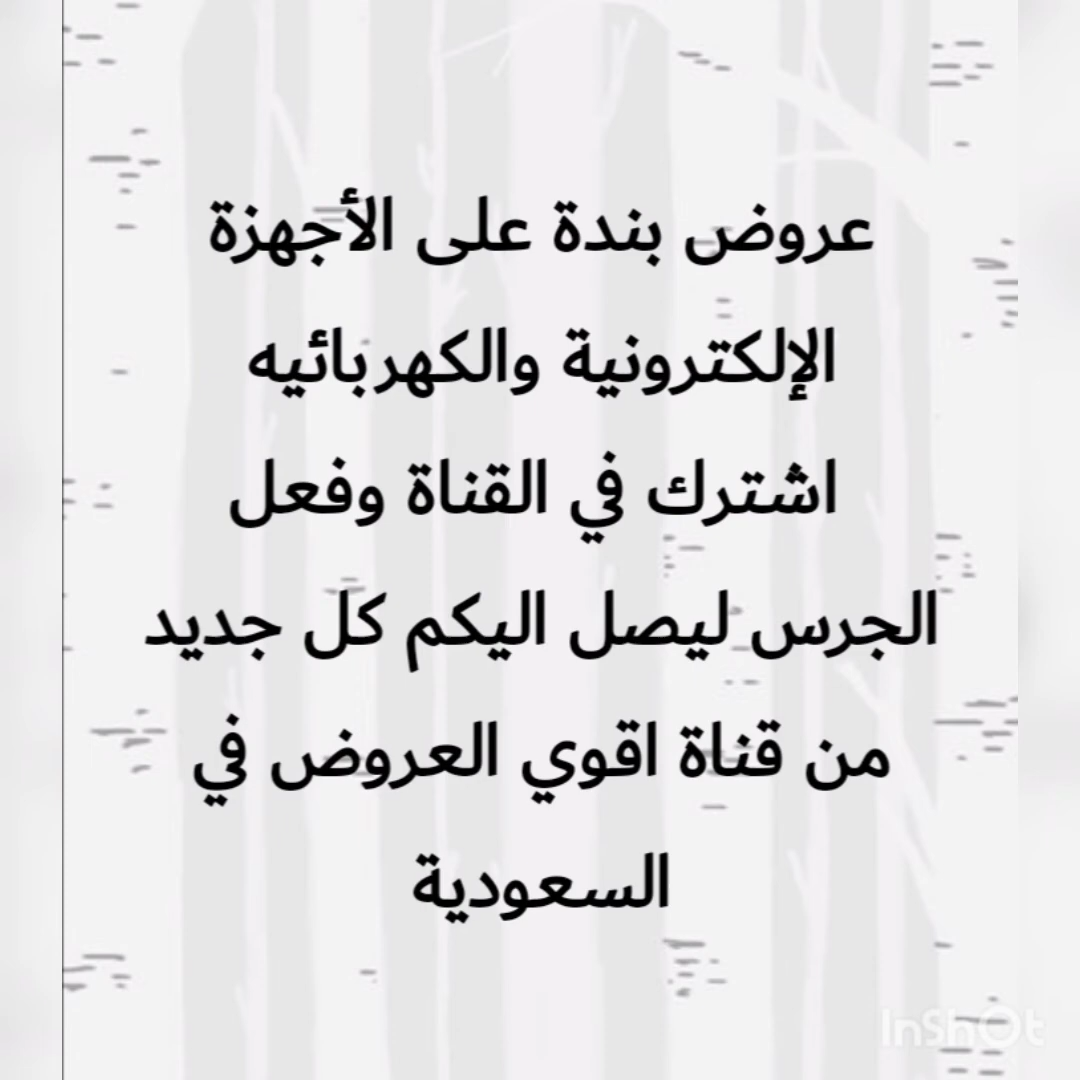 عروض بندة على الأجهزة
الإلكترونية والكهربائيه
اشترك في القناة وفعل
الجرس ليصل اليكم كل جديد
من قناة اقوي العروض في
السعودية
InShOt